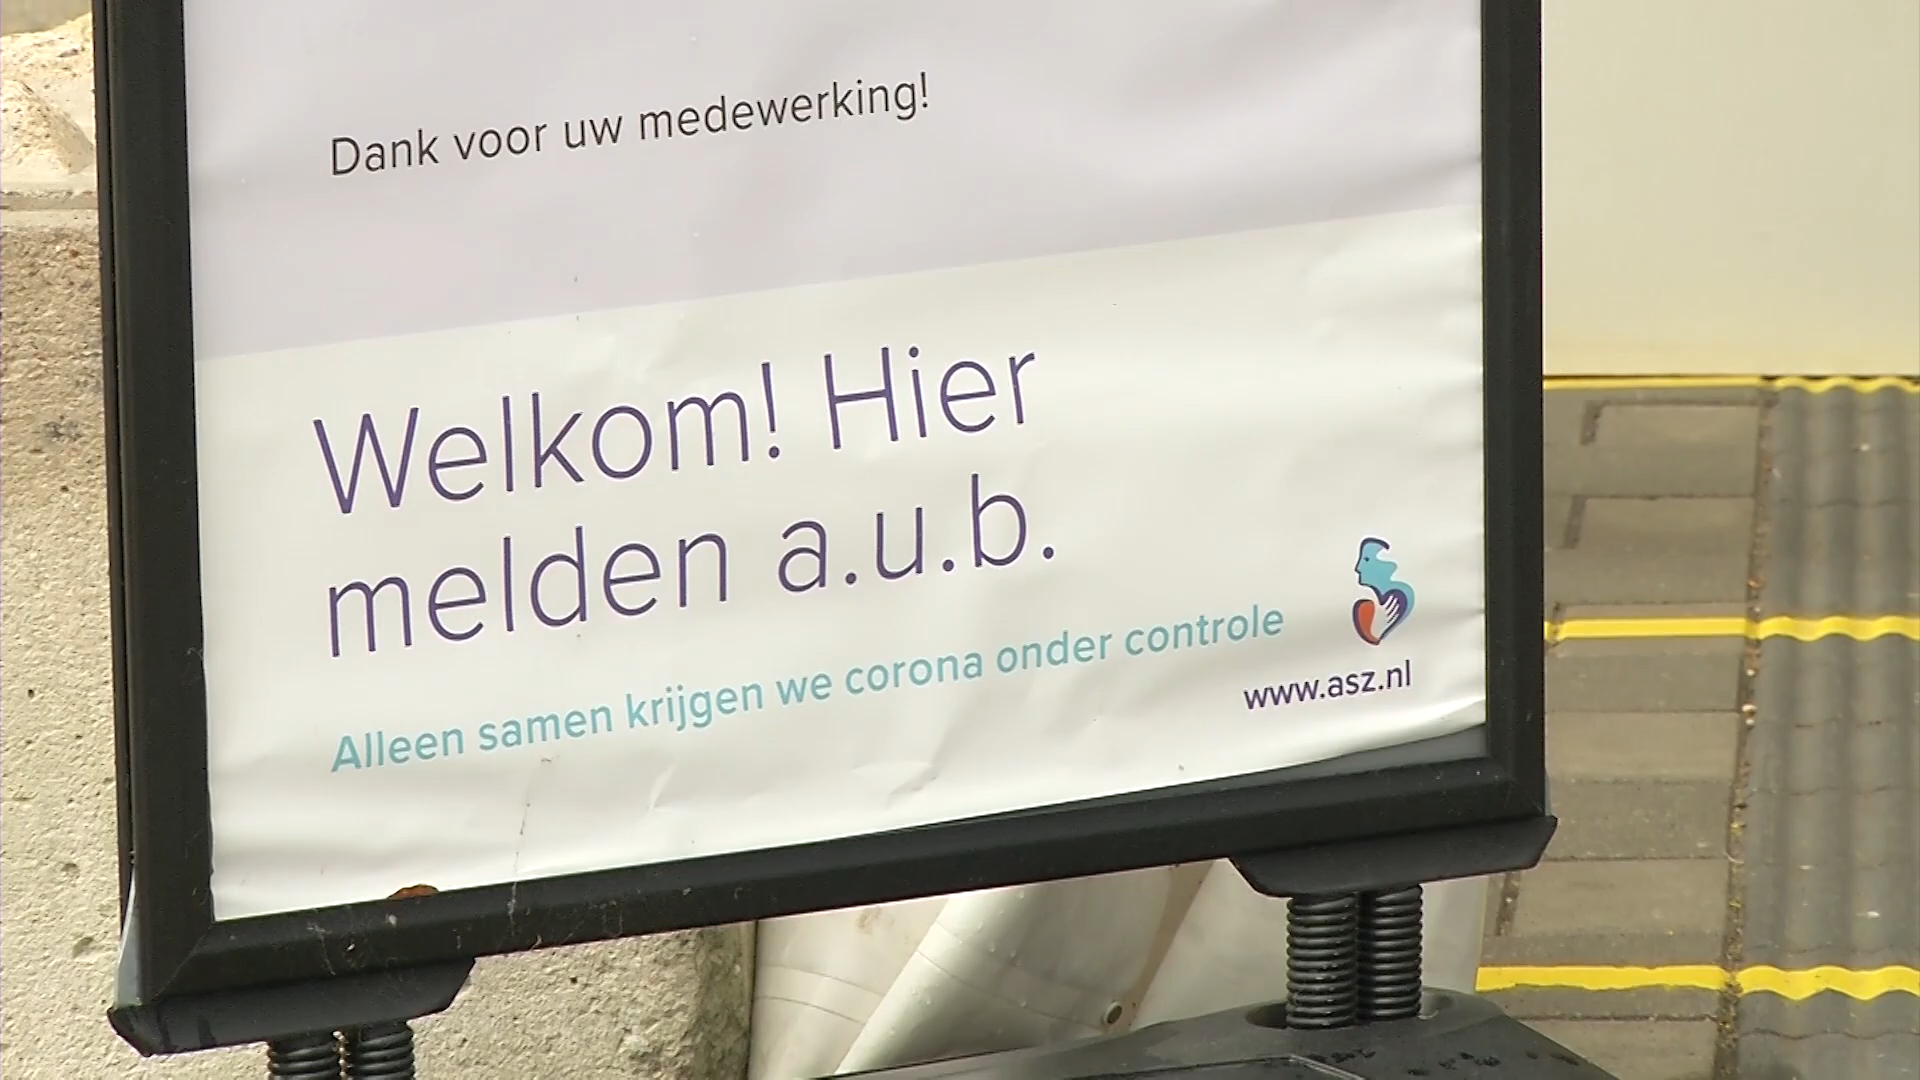 Dank voor uw medewerking!
Welkom! Hier
melden a.u.b.
Alleen samen krijgen we corona onder controle
www.asz.nl